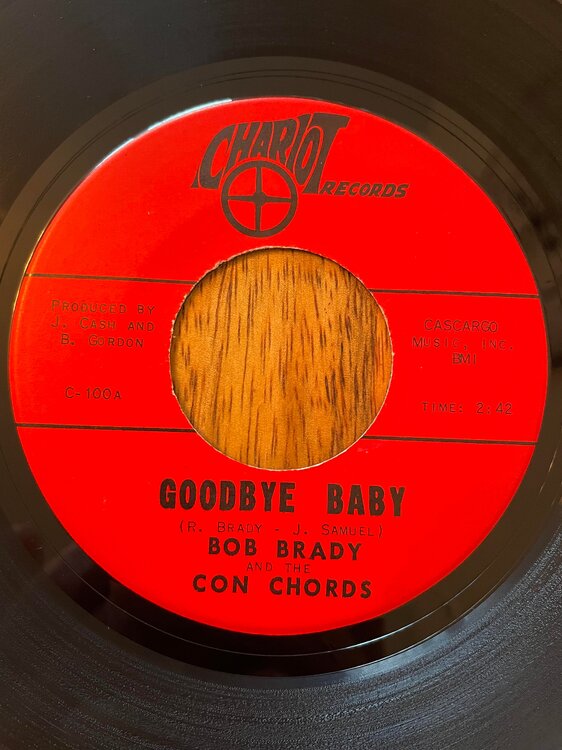 CHARIOT
RECORDS
PRODUCED BY
J. CASH AND
B. GORDON
C-100A
CASCARGO
MUSIC, INC.
BMI
TIME: 2:42
GOODBYE BABY
(R. BRADY - J. SAMUEL)
BOB BRADY
AND THE
CON CHORDS